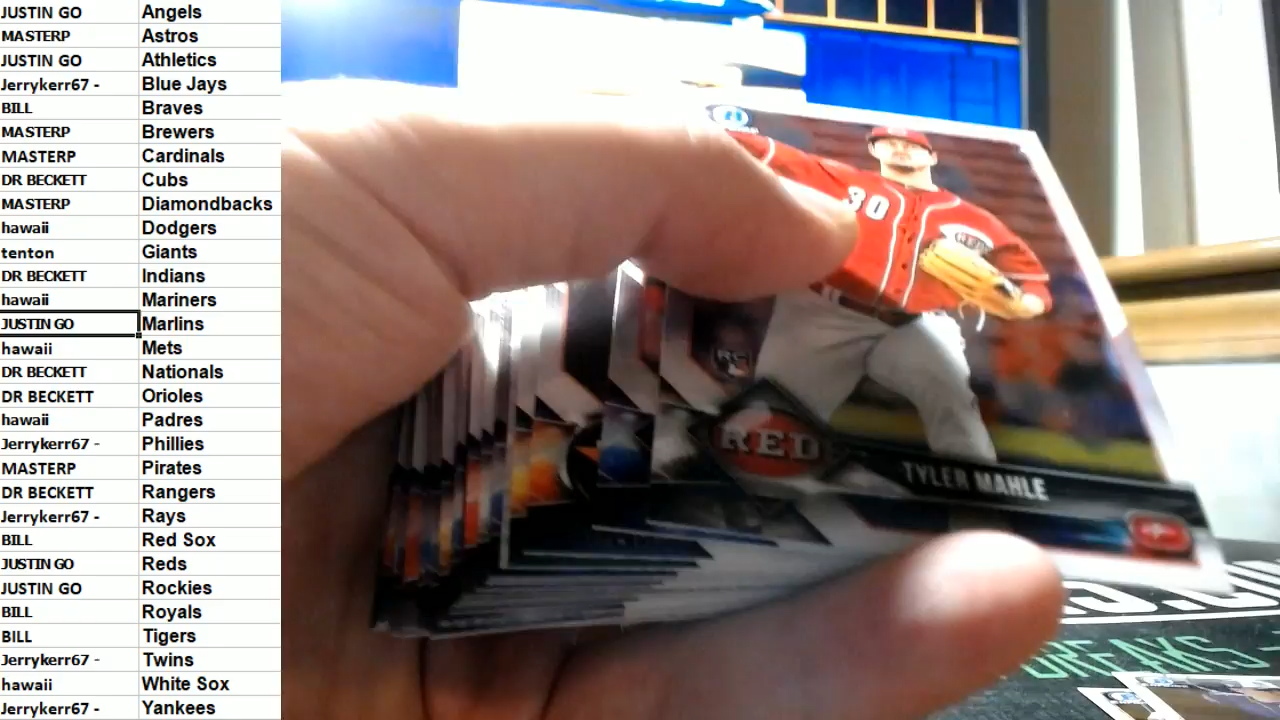 JUSTIN GO Angels
MASTERP Astros
JUSTIN GO Athletics
Jerrykerr67 - Blue Jays
BILL Braves
MASTERP Brewers
MASTERP Cardinals
DR BECKETT Cubs
MASTERP Diamondbacks
hawaii Dodgers
tenton Giants
DR BECKETT Indians
hawaii Mariners
JUSTIN GO Marlins
hawaii Mets
DR BECKETT Nationals
DR BECKETT Orioles
hawaii Padres
Jerrykerr67 - Phillies
MASTERP Pirates
DR BECKETT Rangers
Jerrykerr67 - Rays
BILL Red Sox
JUSTIN GO Reds
JUSTIN GO Rockies
BILL Royals
BILL Tigers
Jerrykerr67 - Twins
hawaii White Sox
Jerrykerr67 - Yankees
30
REDS
RED
TYLER MAHLE
BREAKS